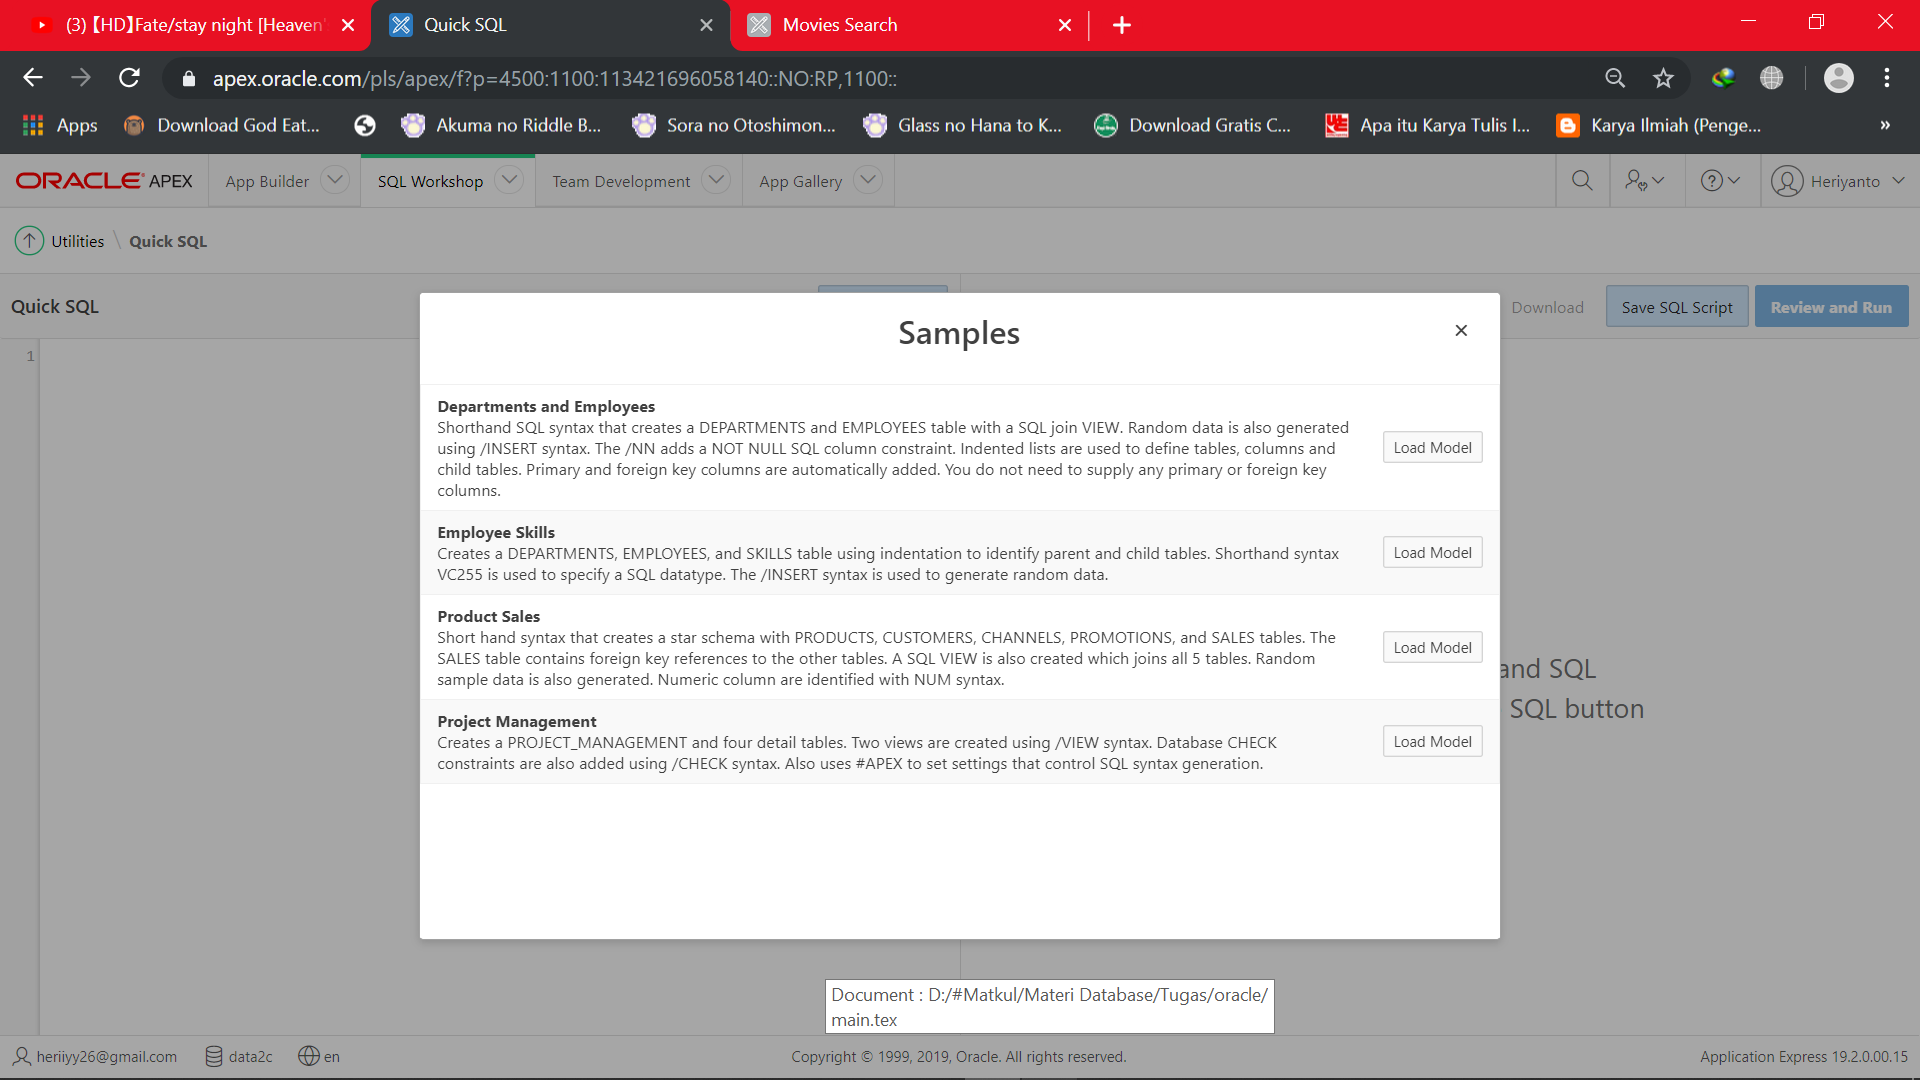 (3) 【HD】Fate/stay night [Heaven'
Quick SQL
Movies Search
apex.oracle.com/pls/apex/f?p=4500:1100:113421696058140::NO:RP,1100::
Apps
Download God Eat...
Akuma no Riddle B...
Sora no Otoshimon...
Glass no Hana to K...
Download Gratis C...
Apa itu Karya Tulis I...
Karya Ilmiah (Penge...
»
ORACLE APEX
App Builder
SQL Workshop
Team Development
App Gallery
Heriyanto
Utilities \ Quick SQL
Quick SQL
Download
Save SQL Script
Review and Run
1
Samples
Departments and Employees
Shorthand SQL syntax that creates a DEPARTMENTS and EMPLOYEES table with a SQL join VIEW. Random data is also generated
using /INSERT syntax. The /NN adds a NOT NULL SQL column constraint. Indented lists are used to define tables, columns and
child tables. Primary and foreign key columns are automatically added. You do not need to supply any primary or foreign key
columns.
Load Model
Employee Skills
Creates a DEPARTMENTS, EMPLOYEES, and SKILLS table using indentation to identify parent and child tables. Shorthand syntax
VC255 is used to specify a SQL datatype. The /INSERT syntax is used to generate random data.
Load Model
Product Sales
Short hand syntax that creates a star schema with PRODUCTS, CUSTOMERS, CHANNELS, PROMOTIONS, and SALES tables. The
SALES table contains foreign key references to the other tables. A SQL VIEW is also created which joins all 5 tables. Random
sample data is also generated. Numeric column are identified with NUM syntax.
Load Model
Project Management
Creates a PROJECT_MANAGEMENT and four detail tables. Two views are created using /VIEW syntax. Database CHECK
constraints are also added using /CHECK syntax. Also uses #APEX to set settings that control SQL syntax generation.
Load Model
and SQL
SQL button
Document : D:/#Matkul/Materi Database/Tugas/oracle/
main.tex
heriiyy26@gmail.com
data2c
en
Copyright © 1999, 2019, Oracle. All rights reserved.
Application Express 19.2.0.00.15